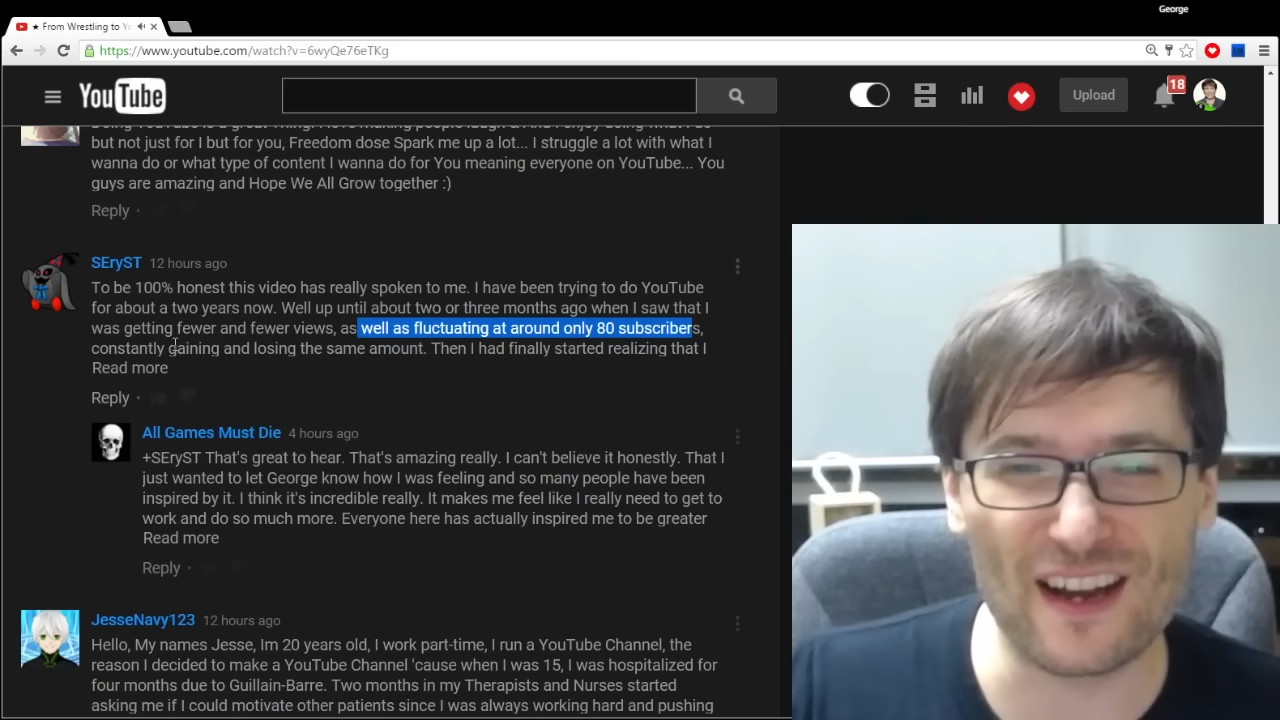 George
★ From Wrestling to Yo
https://www.youtube.com/watch?v=6wyQe76eTKg
YouTube
Upload
18
but not just for I but for you, Freedom dose Spark me up a lot... I struggle a lot with what I
wanna do or what type of content I wanna do for You meaning everyone on YouTube... You
guys are amazing and Hope We All Grow together :)
Reply •
SEryST 12 hours ago
To be 100% honest this video has really spoken to me. I have been trying to do YouTube
for about a two years now. Well up until about two or three months ago when I saw that I
was getting fewer and fewer views, as well as fluctuating at around only 80 subscribers,
constantly gaining and losing the same amount. Then I had finally started realizing that I
Read more
Reply •
All Games Must Die 4 hours ago
+SEryST That's great to hear. That's amazing really. I can't believe it honestly. That I
just wanted to let George know how I was feeling and so many people have been
inspired by it. I think it's incredible really. It makes me feel like I really need to get to
work and do so much more. Everyone here has actually inspired me to be greater
Read more
Reply •
JesseNavy123 12 hours ago
Hello, My names Jesse, Im 20 years old, I work part-time, I run a YouTube Channel, the
reason I decided to make a YouTube Channel 'cause when I was 15, I was hospitalized for
four months due to Guillain-Barre. Two months in my Therapists and Nurses started
asking me if I could motivate other patients since I was always working hard and pushing